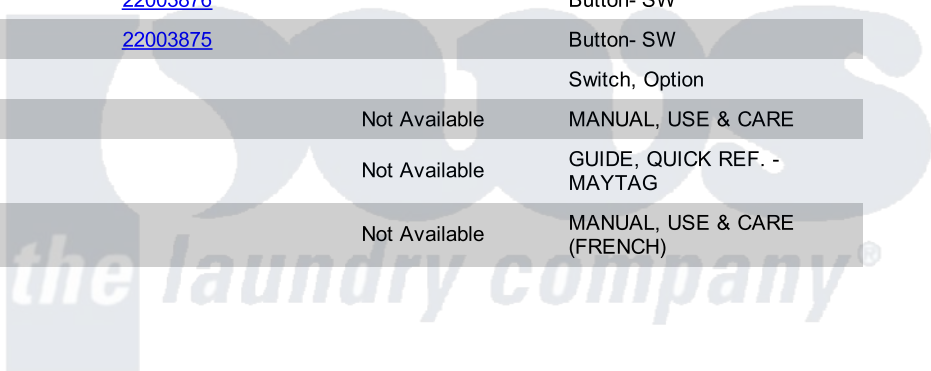 22003876 Button- SW
22003875 Button- SW
Switch, Option
Not Available MANUAL, USE & CARE
Not Available GUIDE, QUICK REF. -
MAYTAG
Not Available MANUAL, USE & CARE
(FRENCH)
the laundry company®